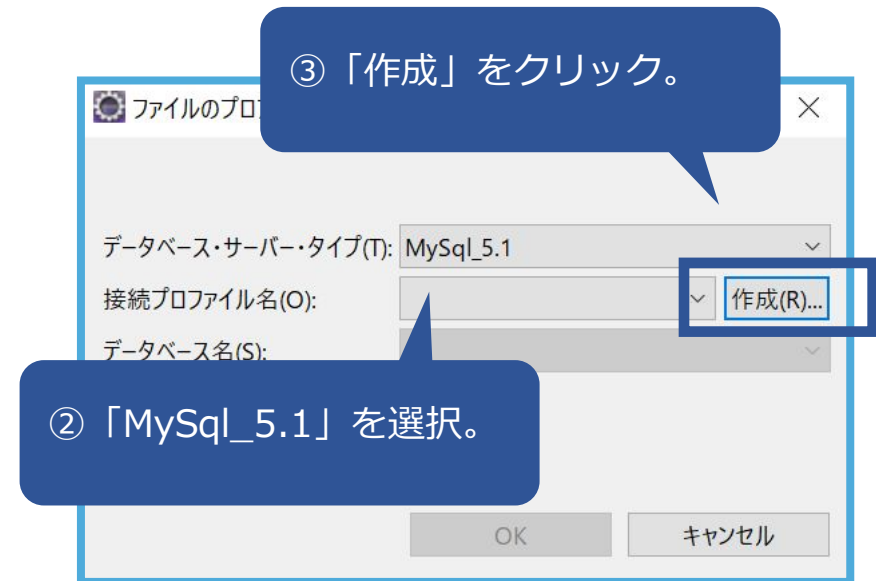 ③「作成」をクリック。
ファイルのプロ
データベース・サーバー・タイプ(T): MySql_5.1
接続プロファイル名(O): 作成(R)...
データベース名(S):
②「MySql_5.1」を選択。
OK キャンセル